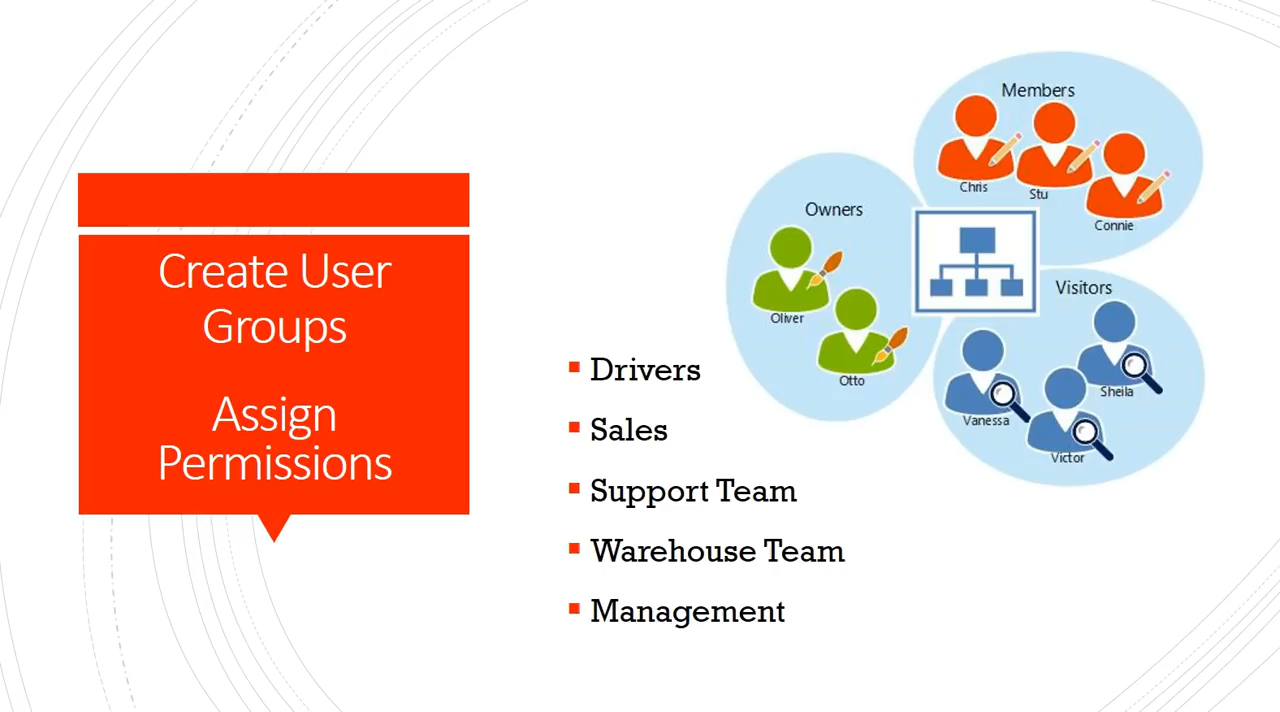 Create User
Groups
Assign
Permissions
Drivers
Sales
Support Team
Warehouse Team
Management
Owners
Oliver
Otto
Members
Chris
Stu
Connie
Visitors
Vanessa
Victor
Sheila